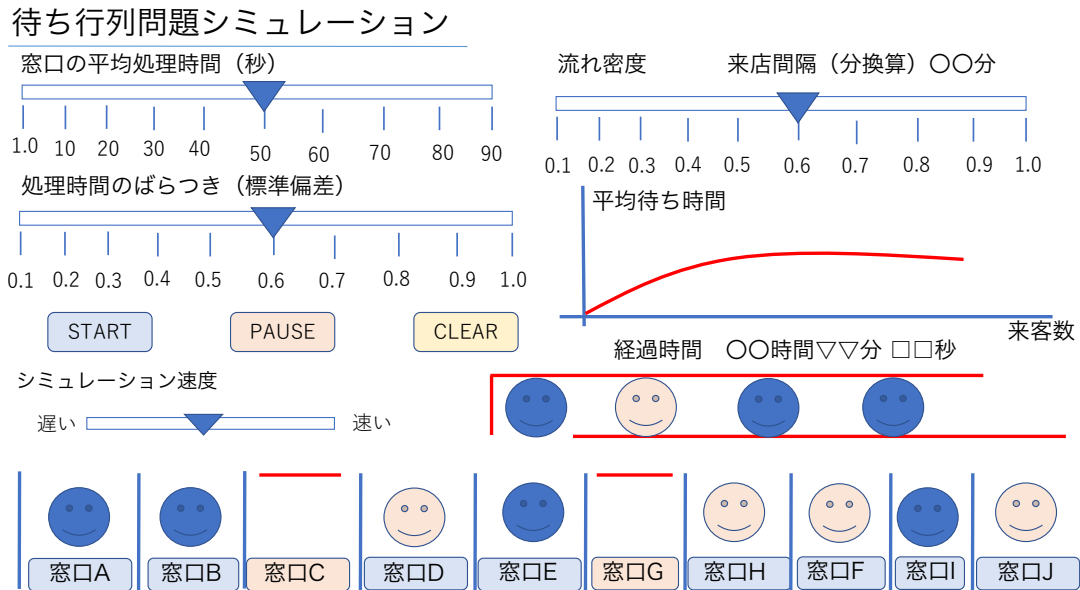 待ち行列問題シミュレーション
窓口の平均処理時間（秒）
1.0 10 20 30 40 50 60 70 80 90
処理時間のばらつき（標準偏差）
0.1 0.2 0.3 0.4 0.5 0.6 0.7 0.8 0.9 1.0
START PAUSE CLEAR
シミュレーション速度
遅い 速い
流れ密度 来店間隔（分換算）〇〇分
0.1 0.2 0.3 0.4 0.5 0.6 0.7 0.8 0.9 1.0
平均待ち時間
来客数
経過時間 〇〇時間▽▽分 □□秒
窓口A 窓口B 窓口C 窓口D 窓口E 窓口G 窓口H 窓口F 窓口I 窓口J